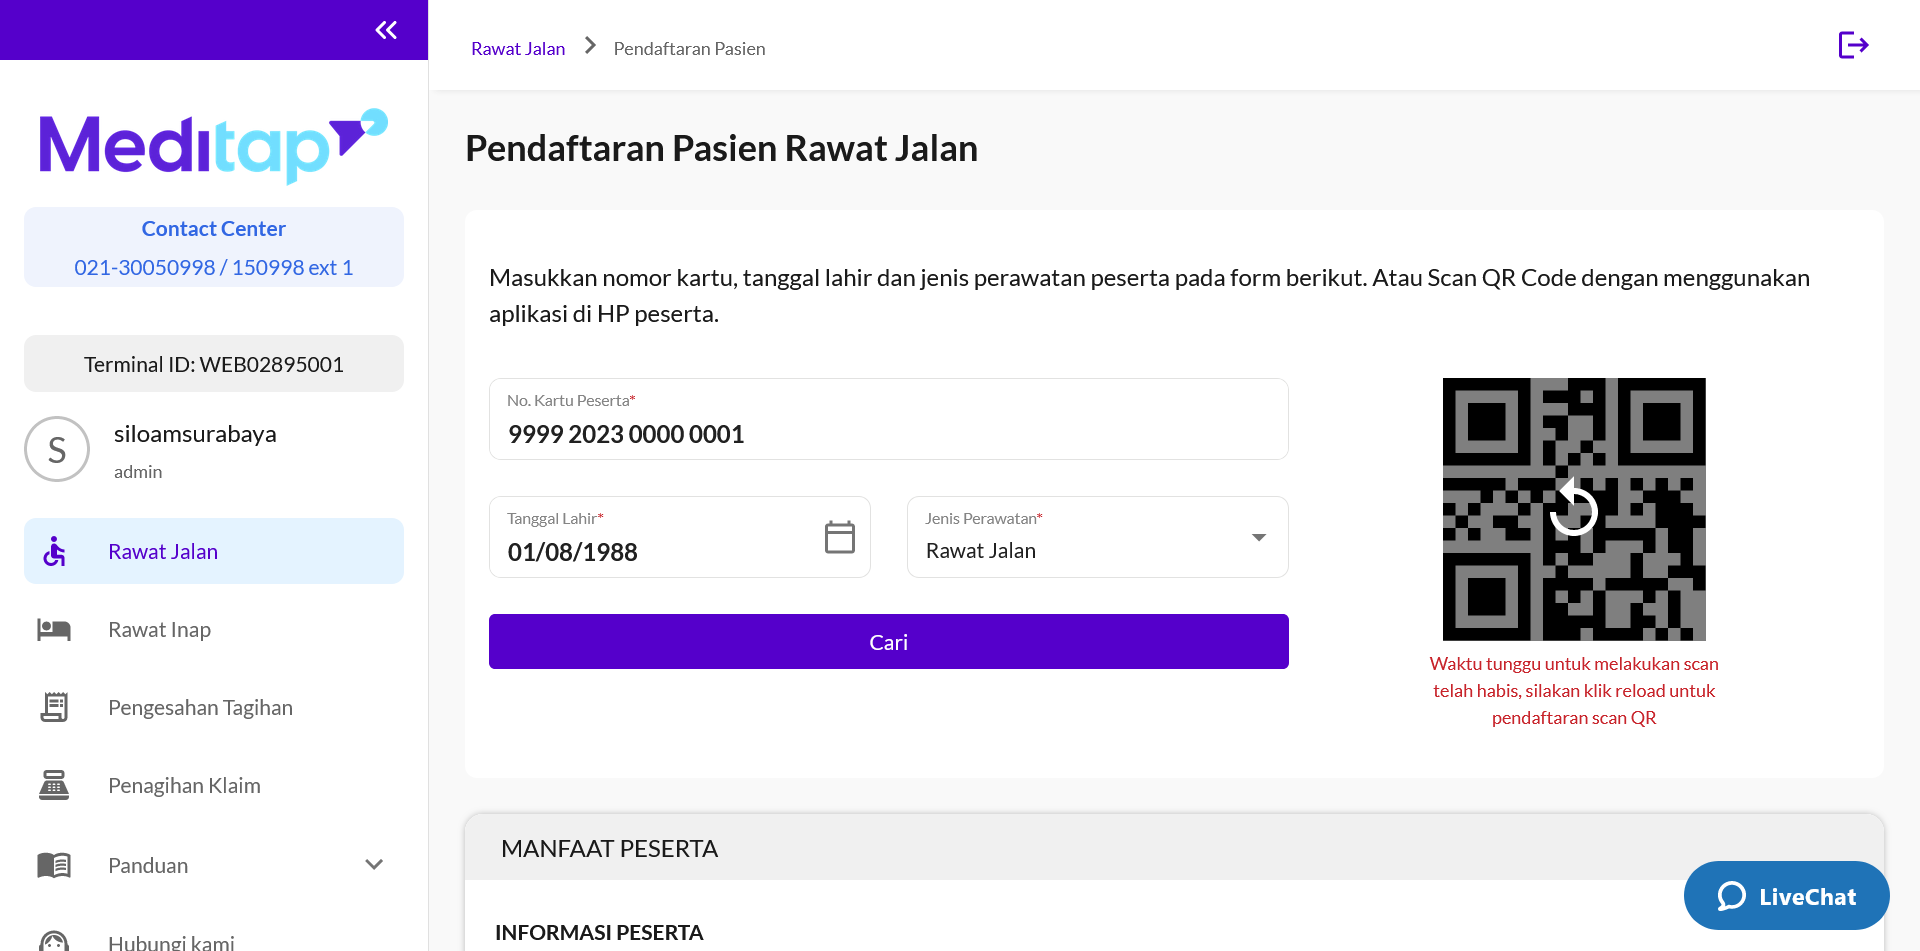 Meditap
Contact Center
021-30050998 / 150998 ext 1
Terminal ID: WEB02895001
S
siloamsurabaya
admin
Rawat Jalan
Rawat Inap
Pengesahan Tagihan
Penagihan Klaim
Panduan
Hubungi kami
Rawat Jalan
Pendaftaran Pasien
Pendaftaran Pasien Rawat Jalan
Masukkan nomor kartu, tanggal lahir dan jenis perawatan peserta pada form berikut. Atau Scan QR Code dengan menggunakan
aplikasi di HP peserta.
No. Kartu Peserta*
9999 2023 0000 0001
Tanggal Lahir*
01/08/1988
Jenis Perawatan*
Rawat Jalan
Cari
Waktu tunggu untuk melakukan scan
telah habis, silakan klik reload untuk
pendaftaran scan QR
MANFAAT PESERTA
INFORMASI PESERTA
LiveChat